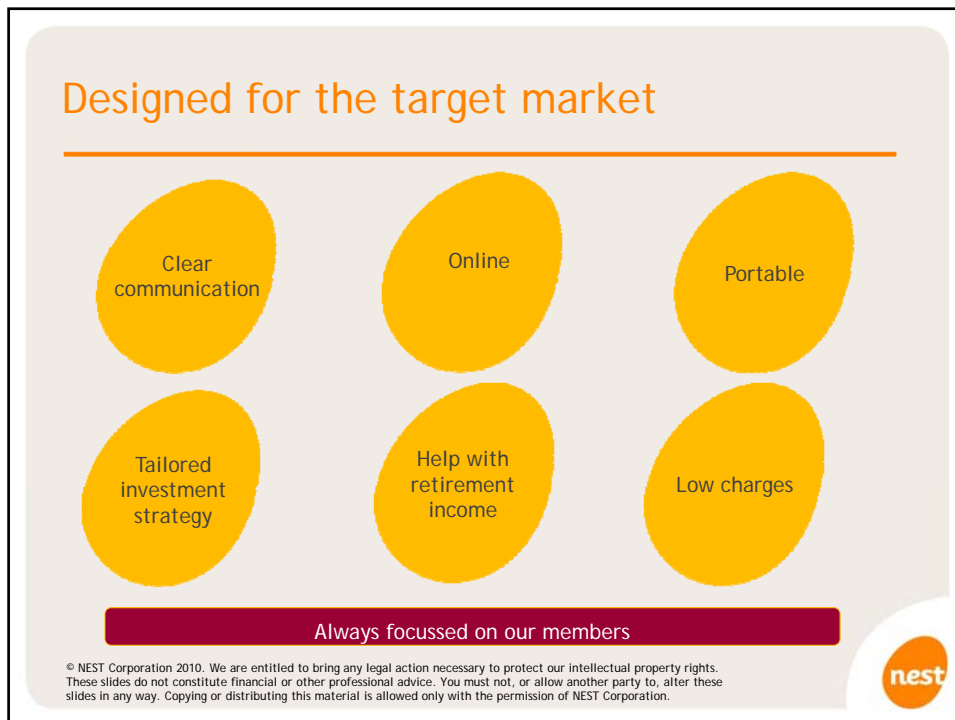 Designed for the target market
Clear
communication
Online
Portable
Tailored
investment
strategy
Help with
retirement
income
Low charges
Always focussed on our members
© NEST Corporation 2010. We are entitled to bring any legal action necessary to protect our intellectual property rights.
These slides do not constitute financial or other professional advice. You must not, or allow another party to, alter these
slides in any way. Copying or distributing this material is allowed only with the permission of NEST Corporation.
nest